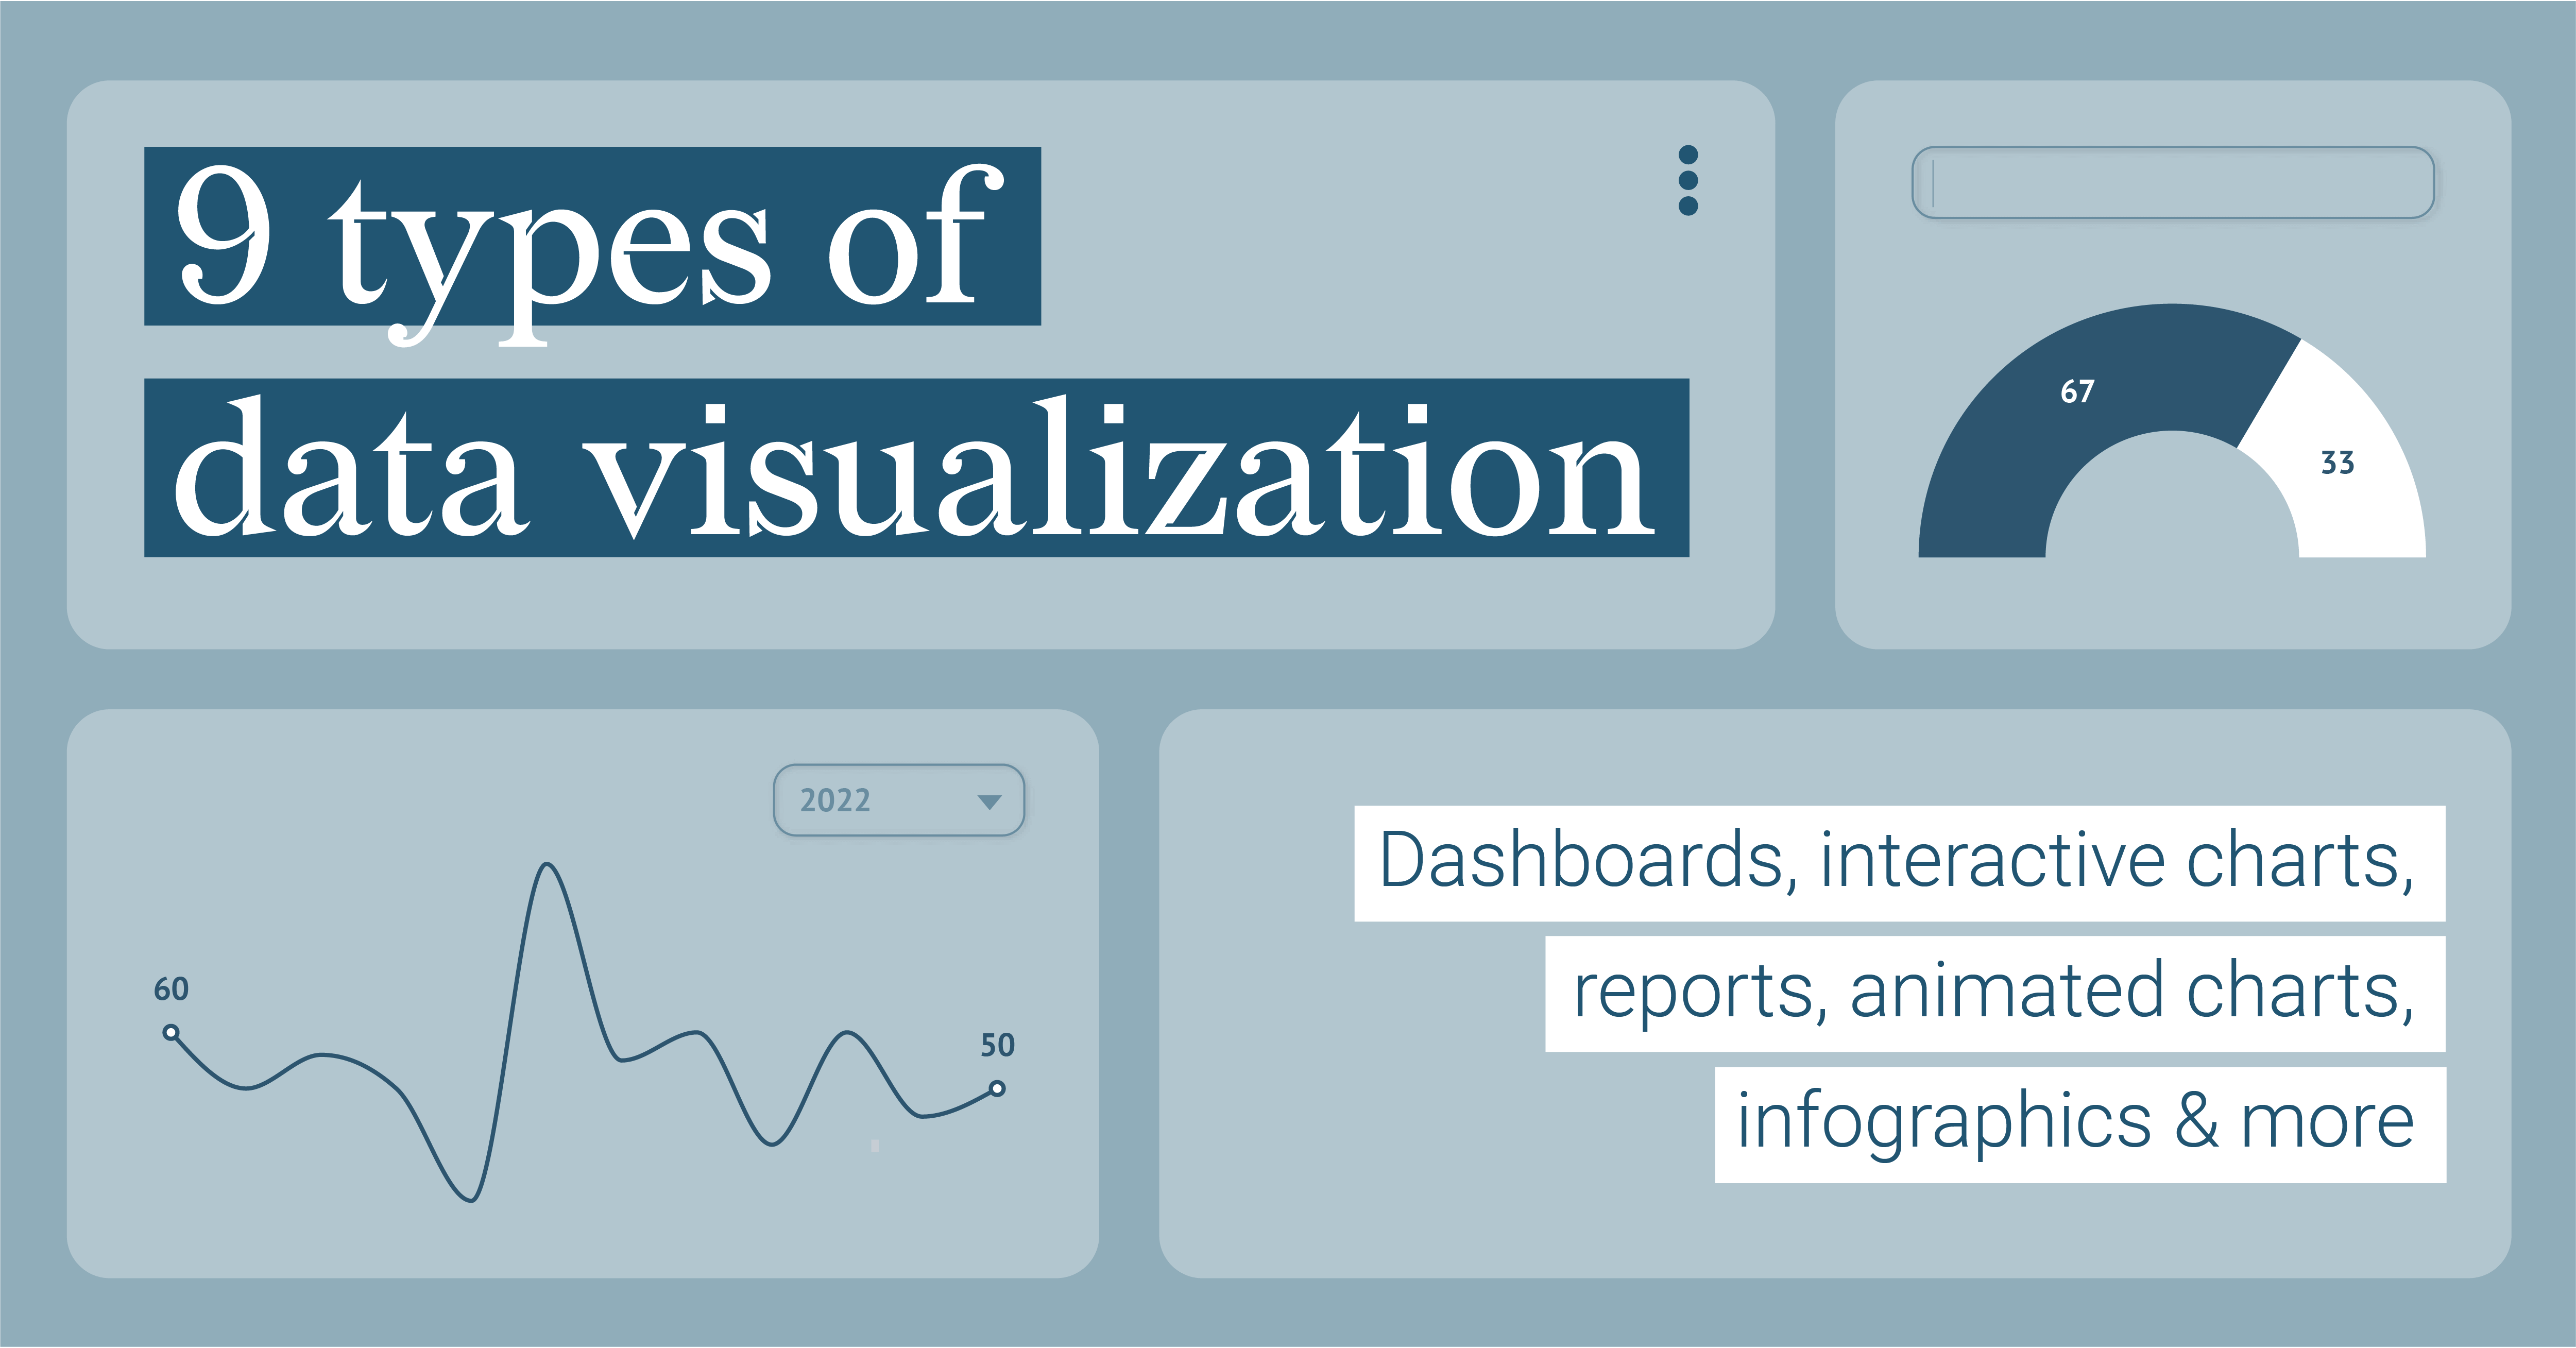 9 types of
data visualization
67
33
2022
60
50
Dashboards, interactive charts,
reports, animated charts,
infographics & more